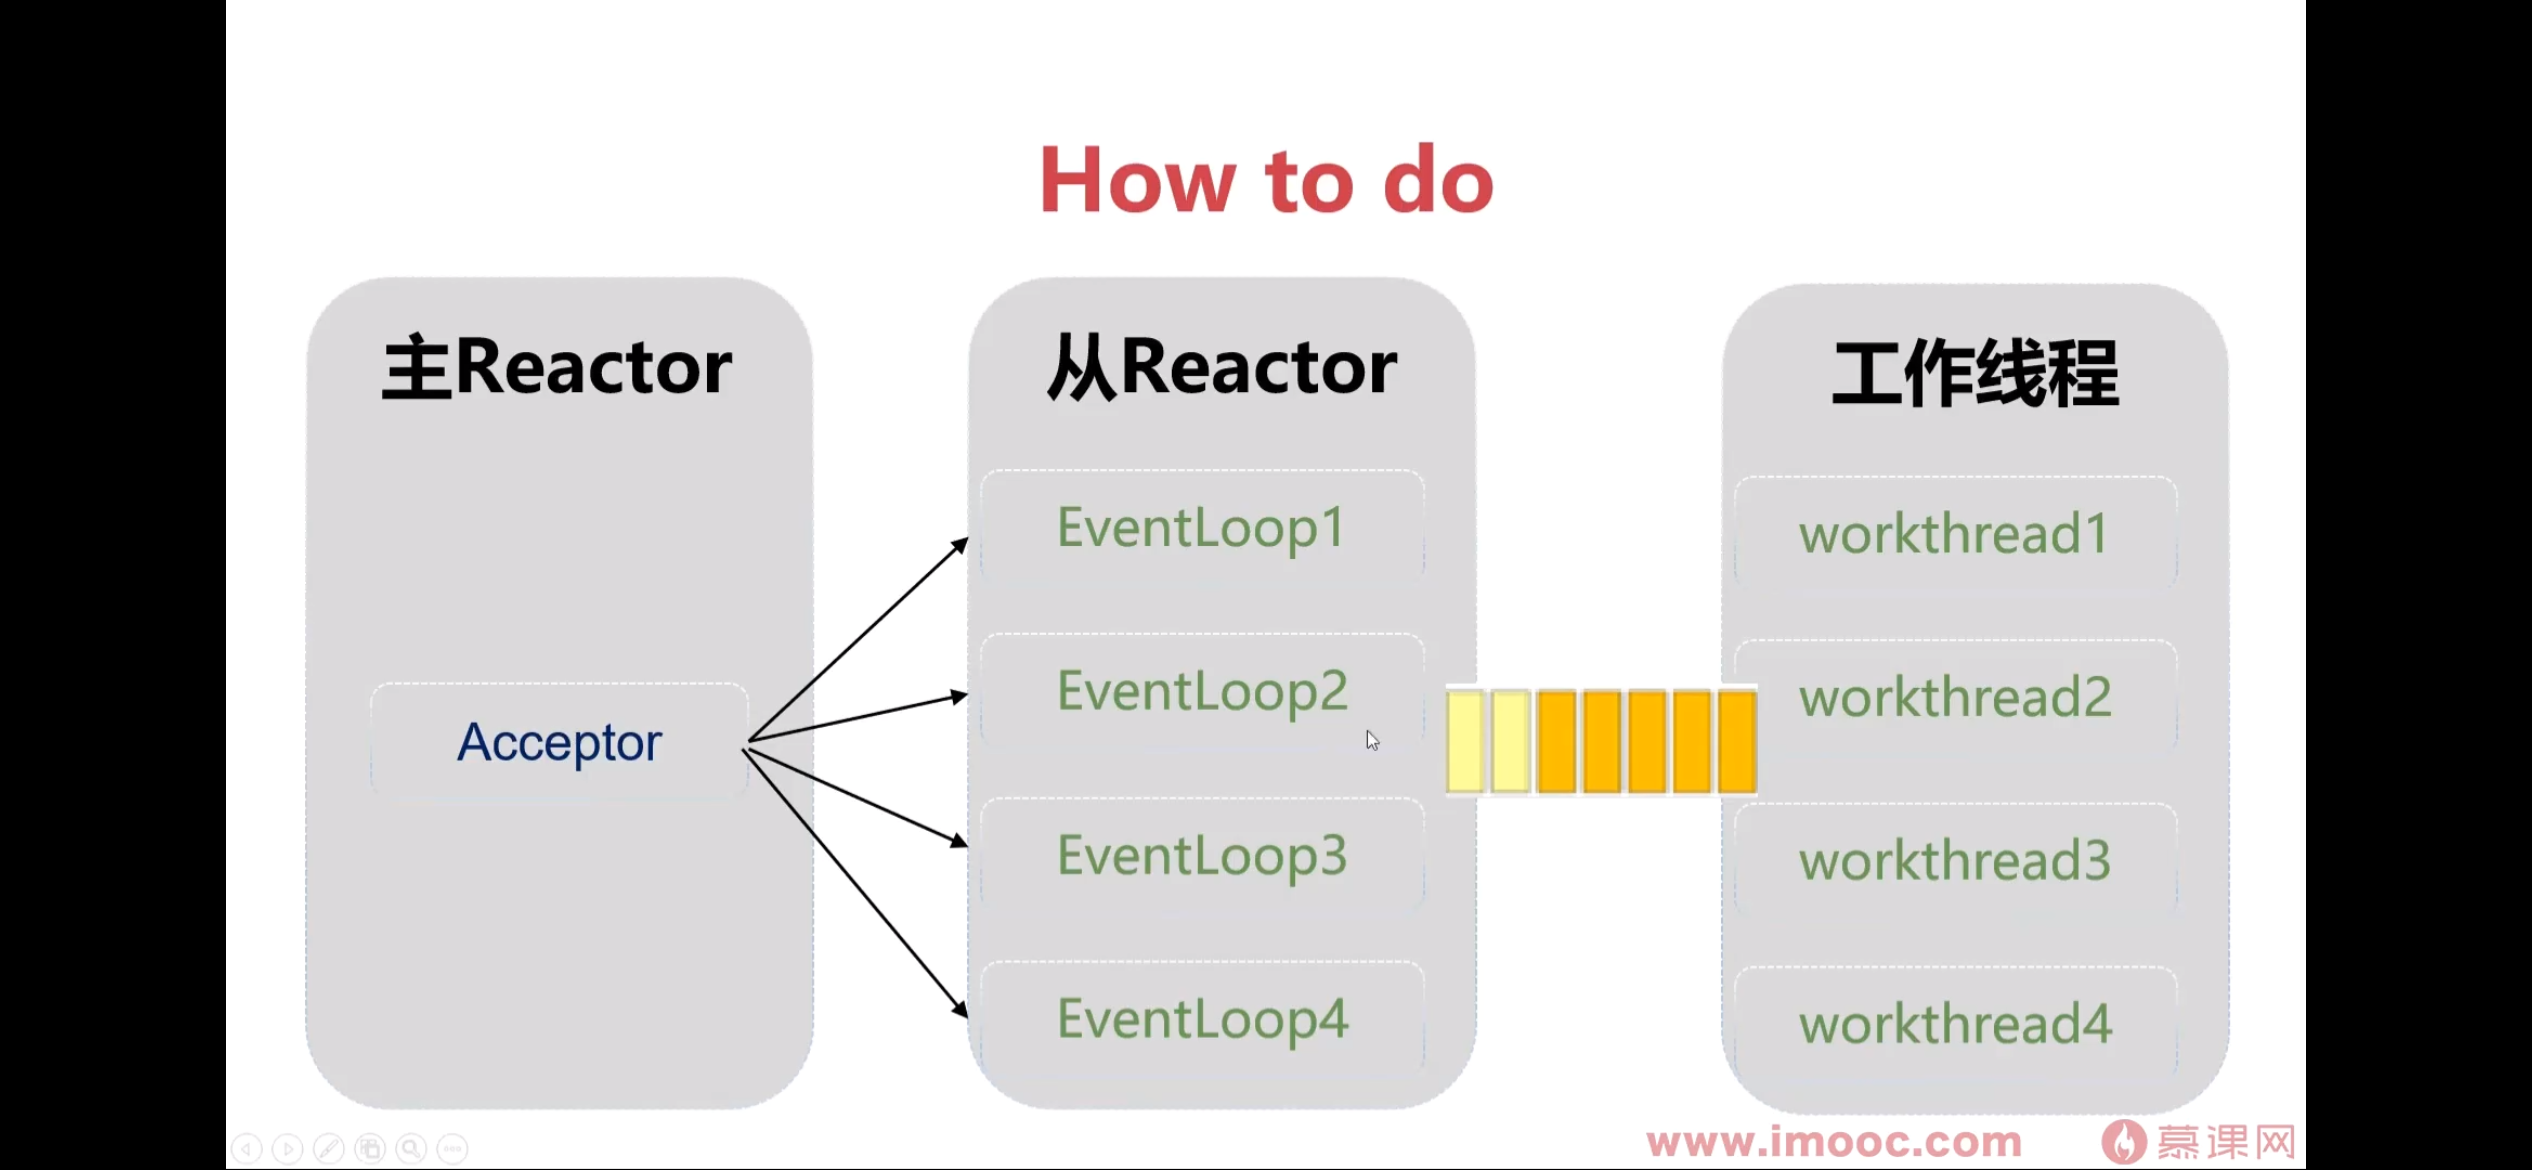 How to do
主Reactor
Acceptor
从Reactor
EventLoop1
EventLoop2
EventLoop3
EventLoop4
工作线程
workthread1
workthread2
workthread3
workthread4
www.imooc.com
慕课网